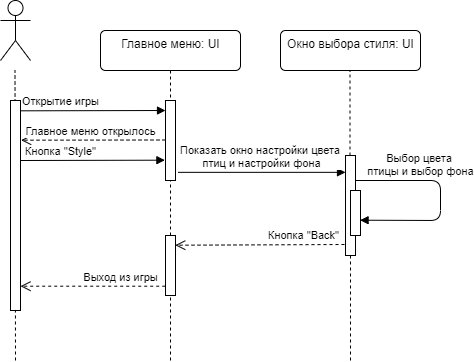 Главное меню: UI
Окно выбора стиля: UI
Открытие игры
Главное меню открылось
Кнопка "Style"
Показать окно настройки цвета
птиц и настройки фона
Выбор цвета
птицы и выбор фона
Кнопка "Back"
Выход из игры